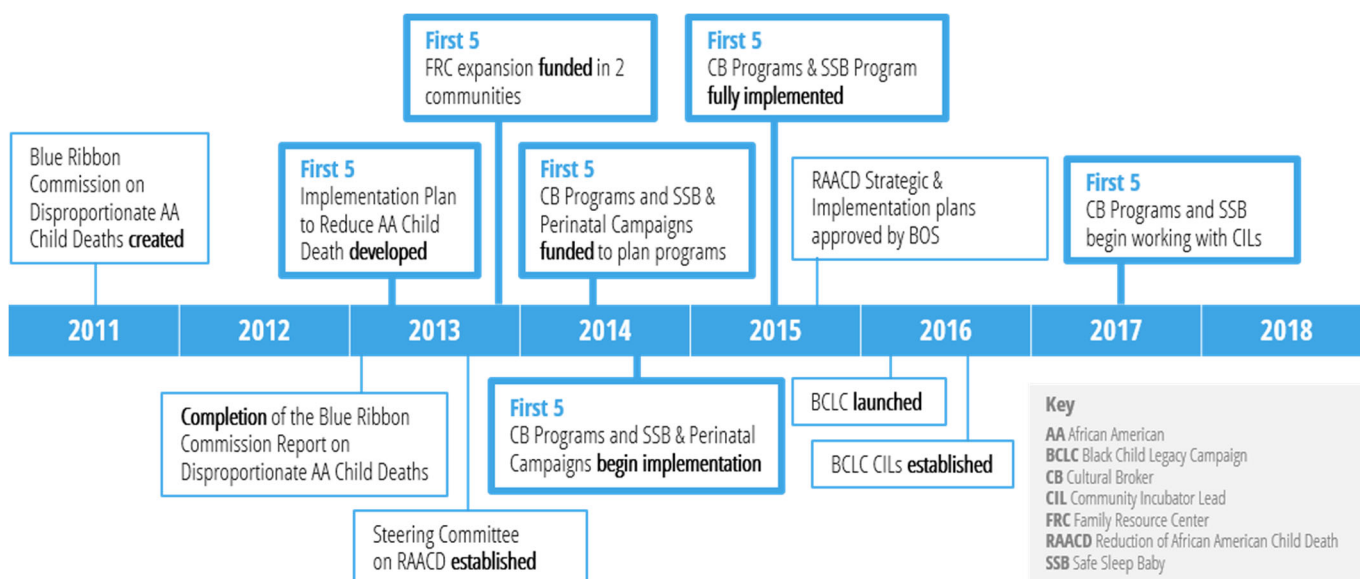 First 5
FRC expansion funded in 2
communities
First 5
CB Programs & SSB Program
fully implemented
Blue Ribbon
Commission on
Disproportionate AA
Child Deaths created
First 5
Implementation Plan
to Reduce AA Child
Death developed
First 5
CB Programs and SSB &
Perinatal Campaigns
funded to plan programs
RAACD Strategic &
Implementation plans
approved by BOS
First 5
CB Programs and SSB
begin working with CILs
2011
2012
2013
2014
2015
2016
2017
2018
Completion of the Blue Ribbon
Commission Report on
Disproportionate AA Child Deaths
Steering Committee
on RAACD established
First 5
CB Programs and SSB & Perinatal
Campaigns begin implementation
BCLC launched
BCLC CILs established
Key
AA African American
BCLC Black Child Legacy Campaign
CB Cultural Broker
CIL Community Incubator Lead
FRC Family Resource Center
RAACD Reduction of African American Child Death
SSB Safe Sleep Baby